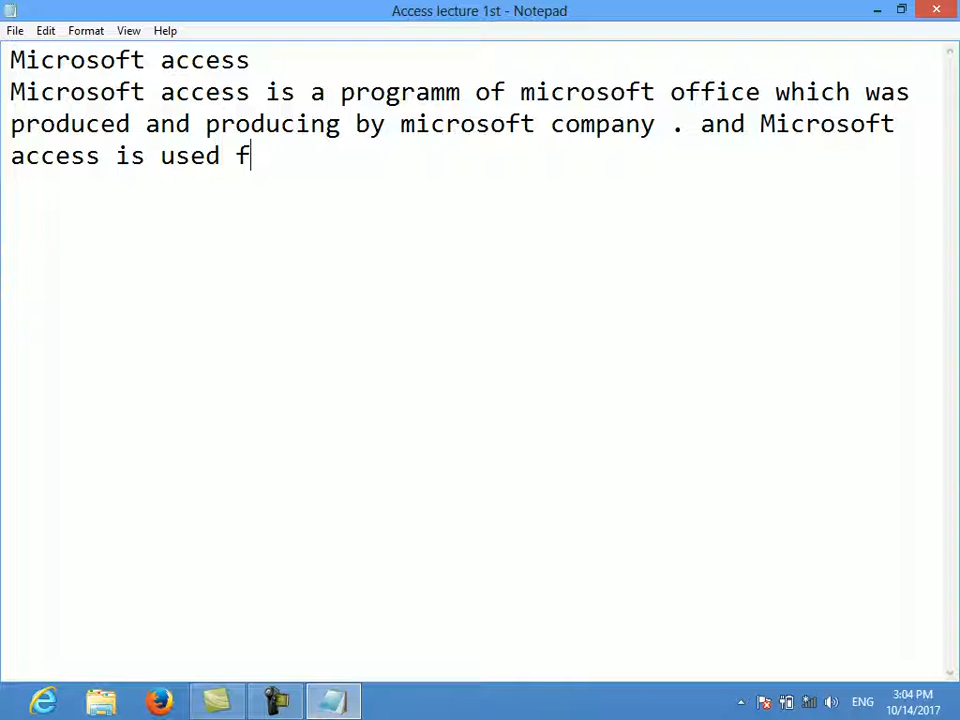 Access lecture 1st - Notepad
File Edit Format View Help
Microsoft access
Microsoft access is a programm of microsoft office which was
produced and producing by microsoft company . and Microsoft
access is used f
ENG
3:04 PM
10/14/2017